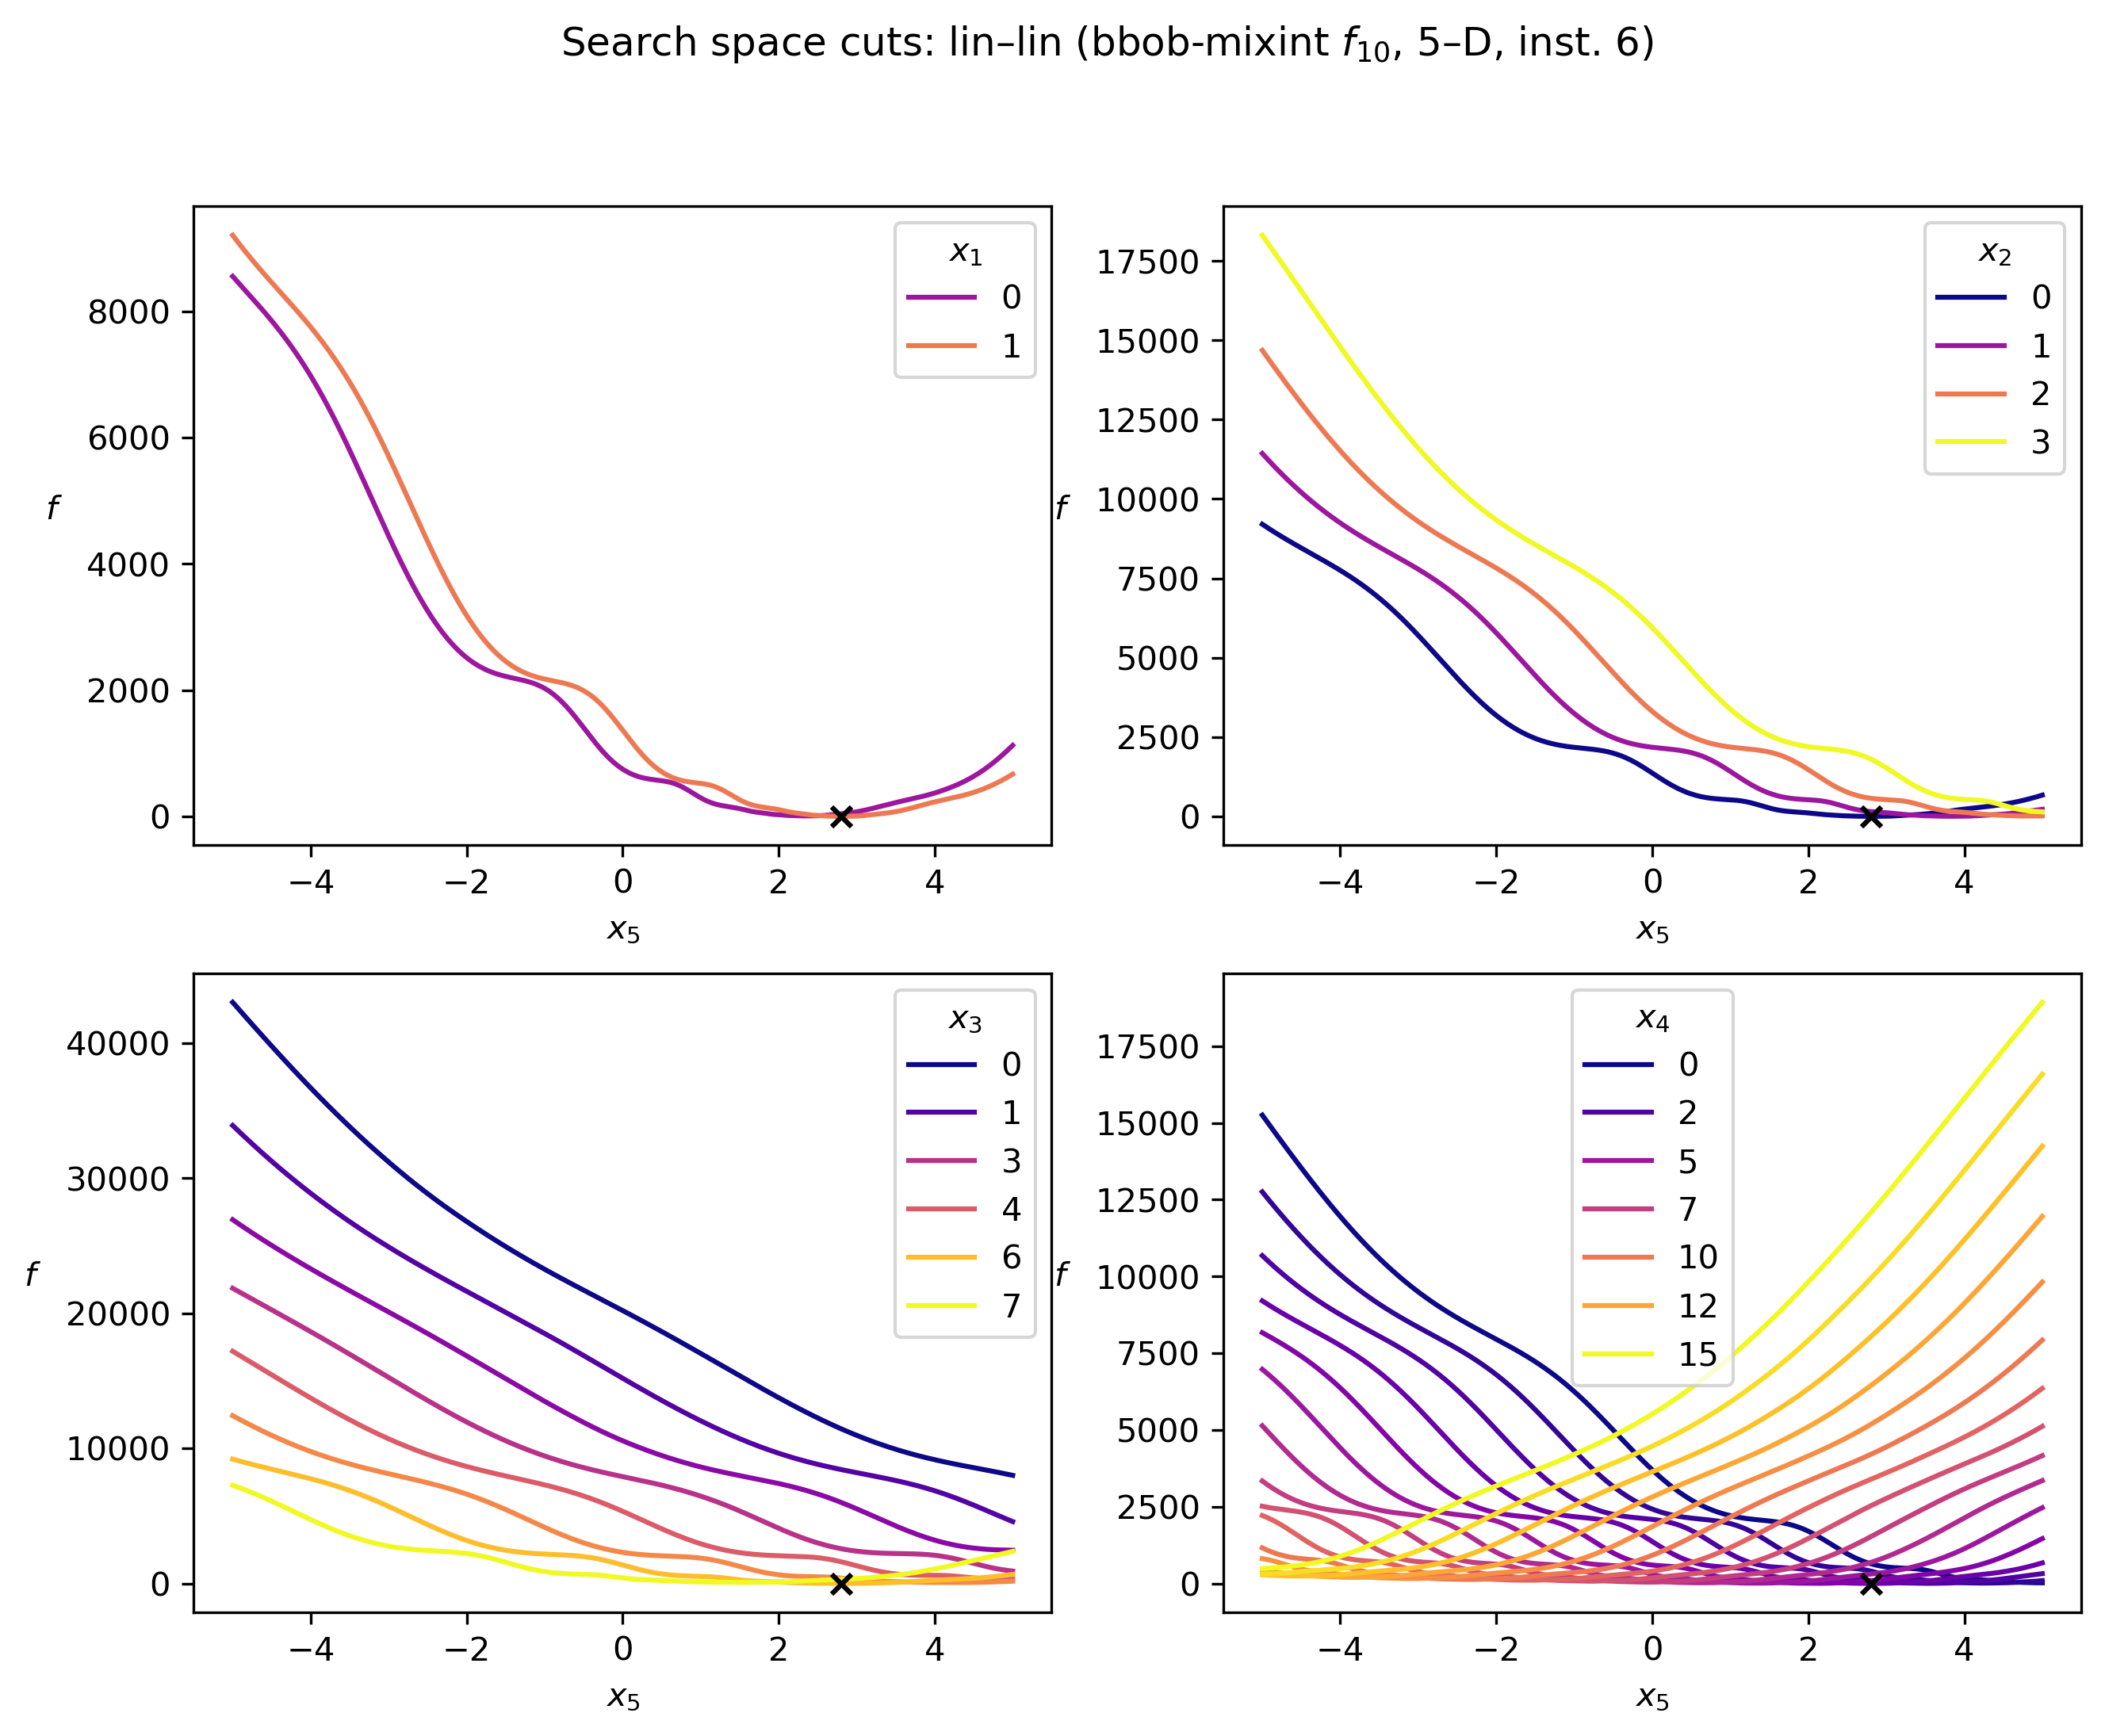 Search space cuts: lin–lin (bbob-mixint f₁₀, 5–D, inst. 6)
x₁
0
1
8000
6000
4000
2000
0
f
−4 −2 0 2 4
x₅
x₂
0
1
2
3
17500
15000
12500
10000
7500
5000
2500
0
f
−4 −2 0 2 4
x₅
x₃
0
1
3
4
6
7
40000
30000
20000
10000
0
f
−4 −2 0 2 4
x₅
x₄
0
2
5
7
10
12
15
17500
15000
12500
10000
7500
5000
2500
0
f
−4 −2 0 2 4
x₅